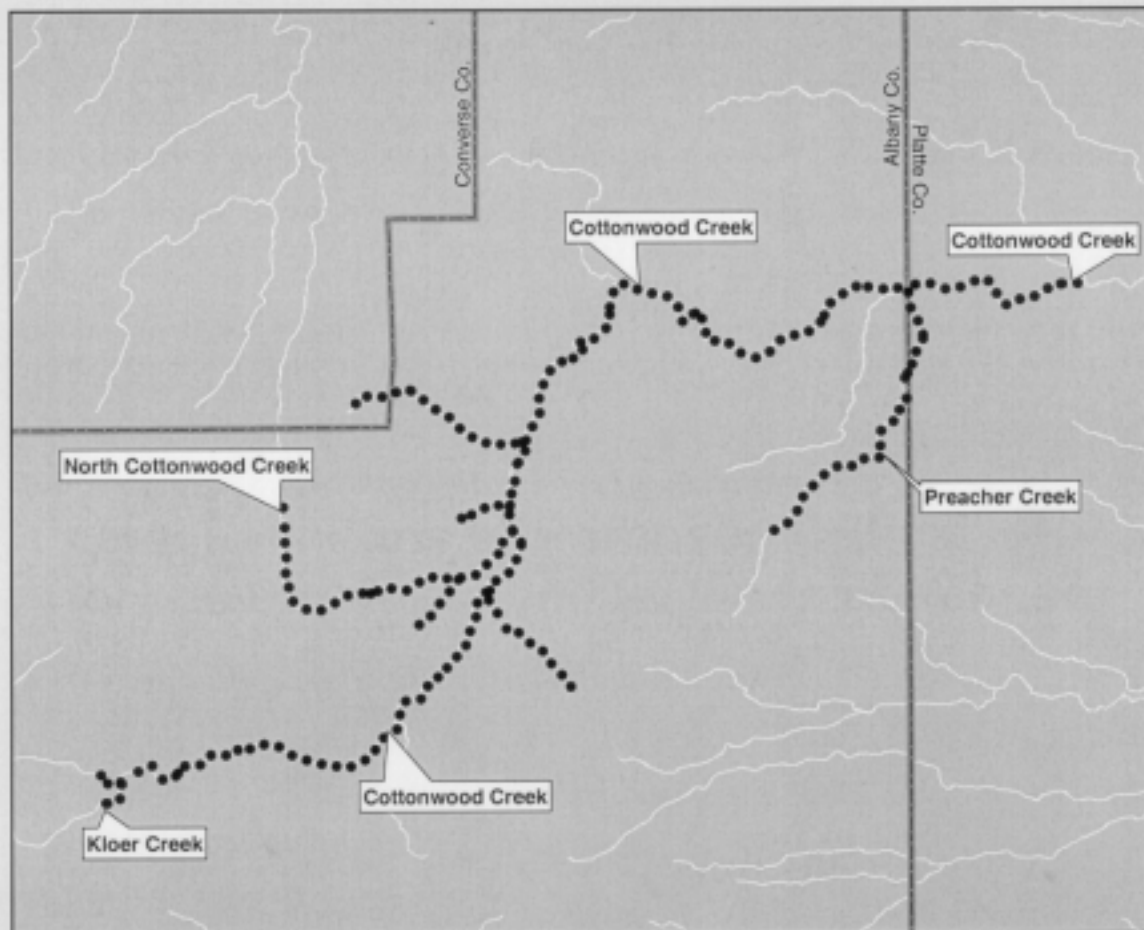 Converse Co.
Albany Co.
Platte Co.
Cottonwood Creek
Cottonwood Creek
North Cottonwood Creek
Preacher Creek
Cottonwood Creek
Kloer Creek